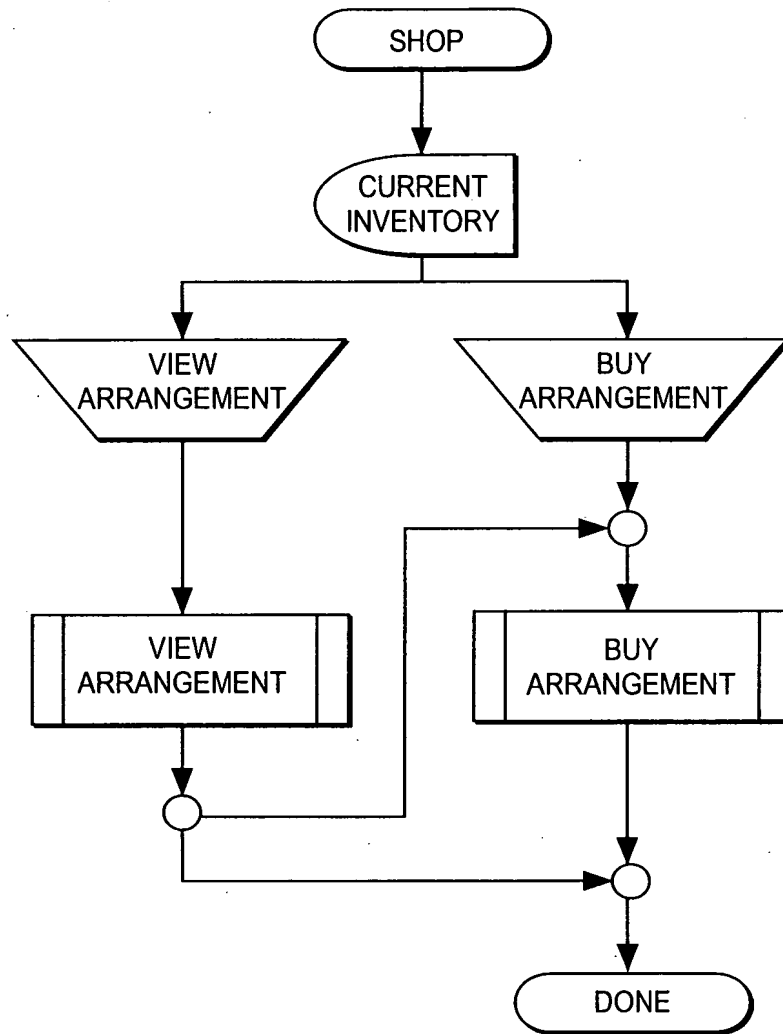 SHOP
CURRENT
INVENTORY
VIEW
ARRANGEMENT
BUY
ARRANGEMENT
VIEW
ARRANGEMENT
BUY
ARRANGEMENT
DONE